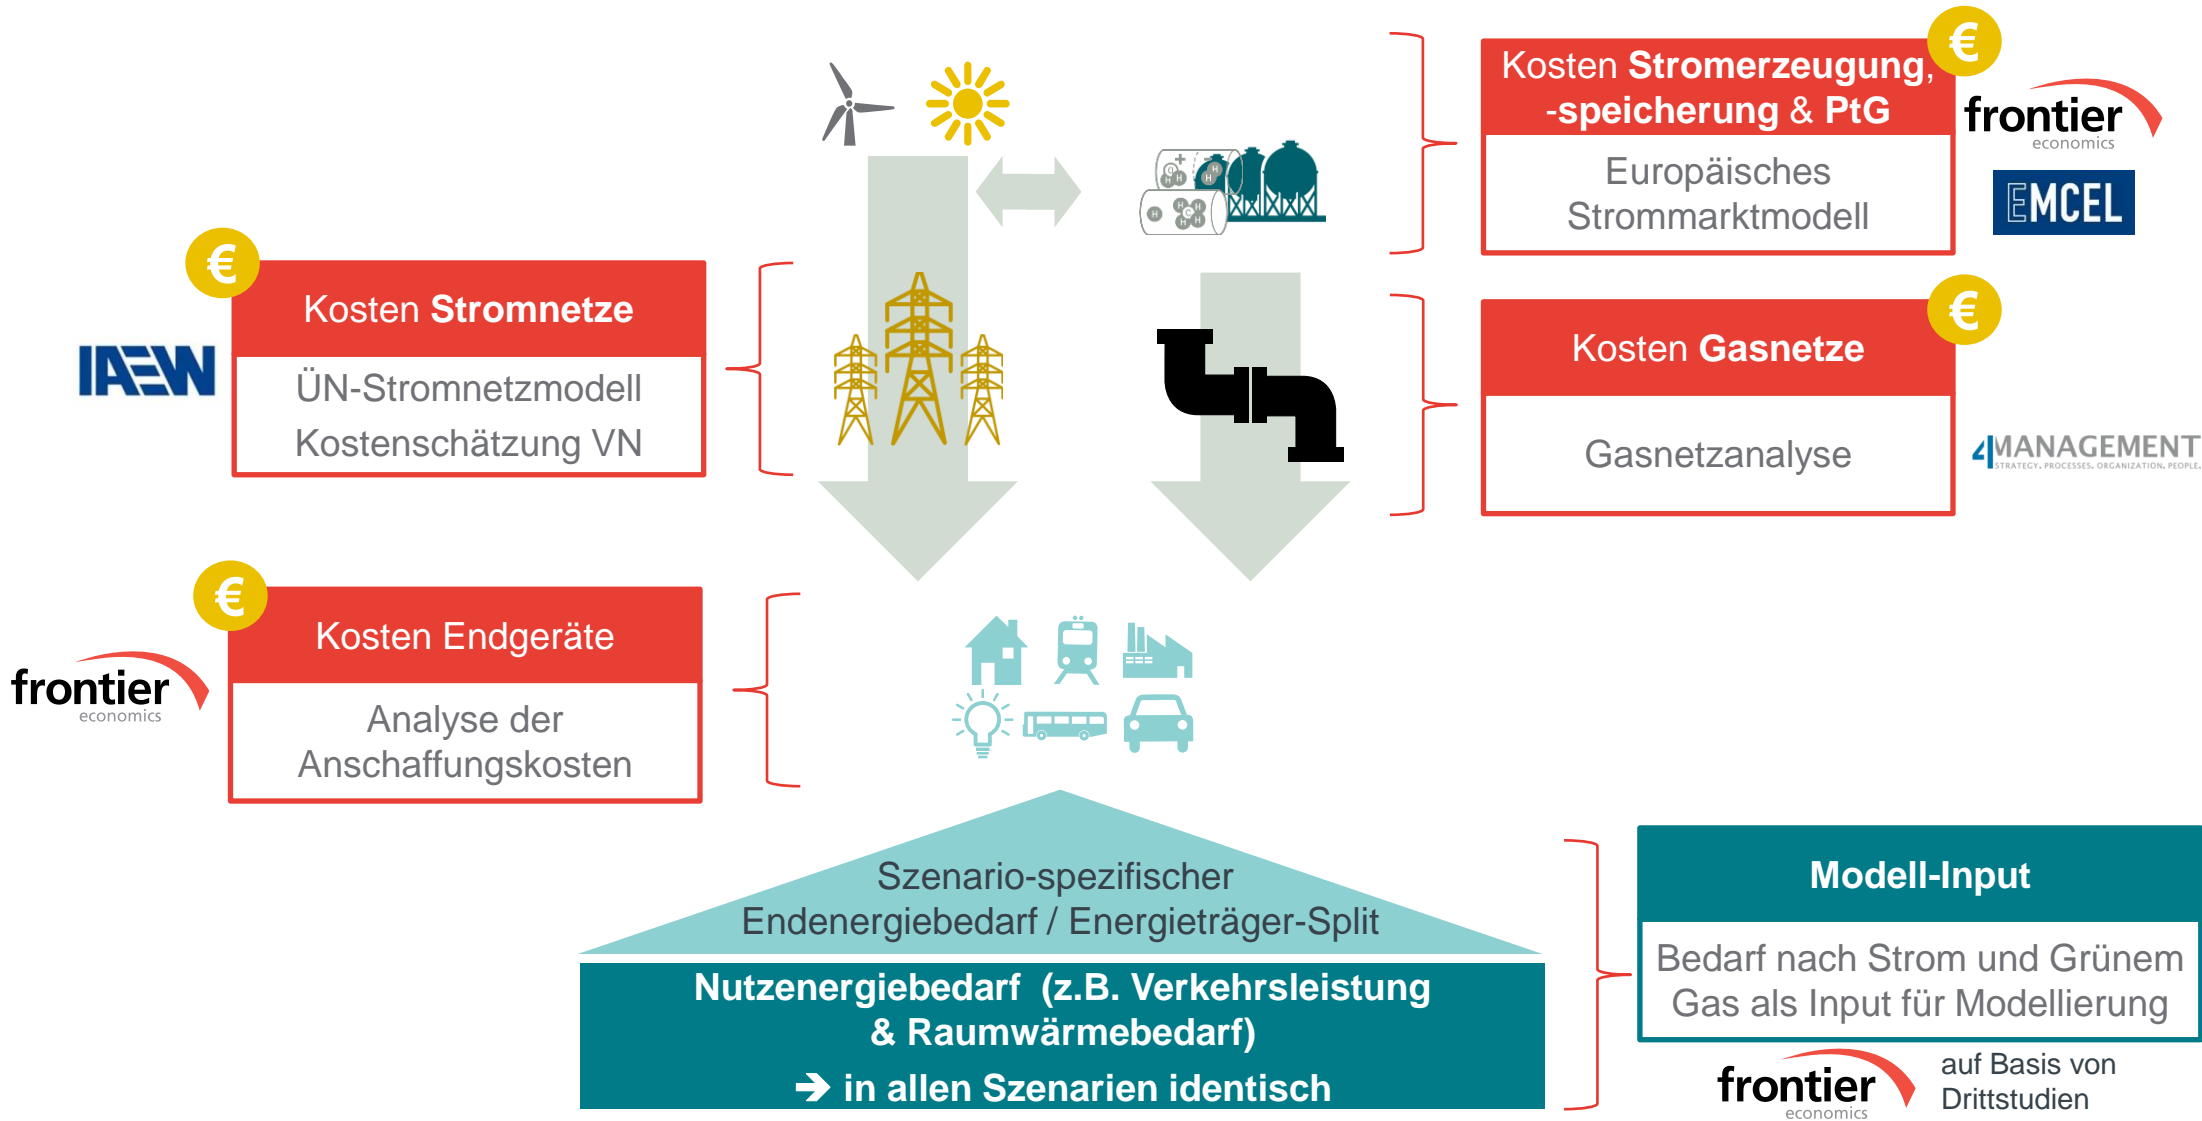 €
Kosten Stromerzeugung,
-speicherung & PtG
Europäisches
Strommarktmodell
frontier
economics
EMCEL
€
Kosten Stromnetze
ÜN-Stromnetzmodell
Kostenschätzung VN
IAEW
€
Kosten Gasnetze
Gasnetzanalyse
4MANAGEMENT
STRATEGY. PROCESSES. ORGANIZATION. PEOPLE.
€
Kosten Endgeräte
Analyse der
Anschaffungskosten
frontier
economics
Szenario-spezifischer
Endenergiebedarf / Energieträger-Split
Nutzenergiebedarf (z.B. Verkehrsleistung
& Raumwärmebedarf)
➔ in allen Szenarien identisch
Modell-Input
Bedarf nach Strom und Grünem
Gas als Input für Modellierung
frontier
economics
auf Basis von
Drittstudien